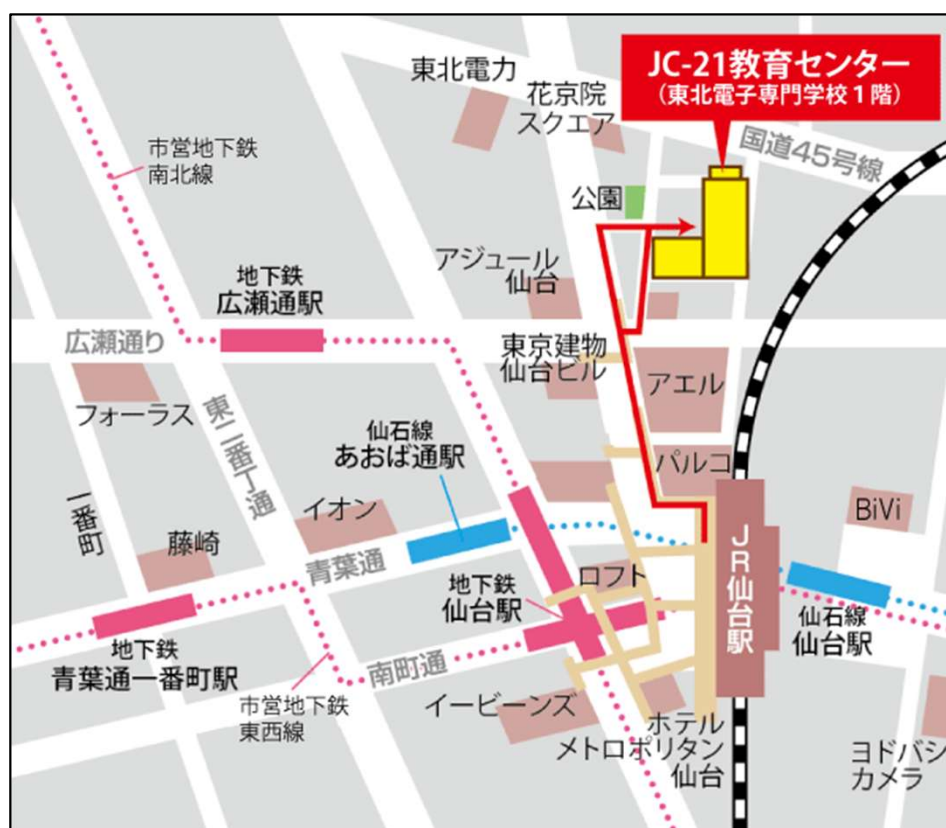 JC-21教育センター
(東北電子専門学校1階)
東北電力
花京院
スクエア
国道45号線
市営地下鉄
南北線
公園
アジュール
仙台
地下鉄
広瀬通駅
広瀬通り
東京建物
仙台ビル
アエル
フォーラス
東二番丁通
仙石線
あおば通駅
パルコ
一番町
イオン
BiVi
藤崎
青葉通
JR仙台駅
ロフト
地下鉄
仙台駅
仙石線
仙台駅
地下鉄
青葉通一番町駅
南町通
市営地下鉄
東西線
イービーンズ
ホテル
メトロポリタン
仙台
ヨドバシ
カメラ